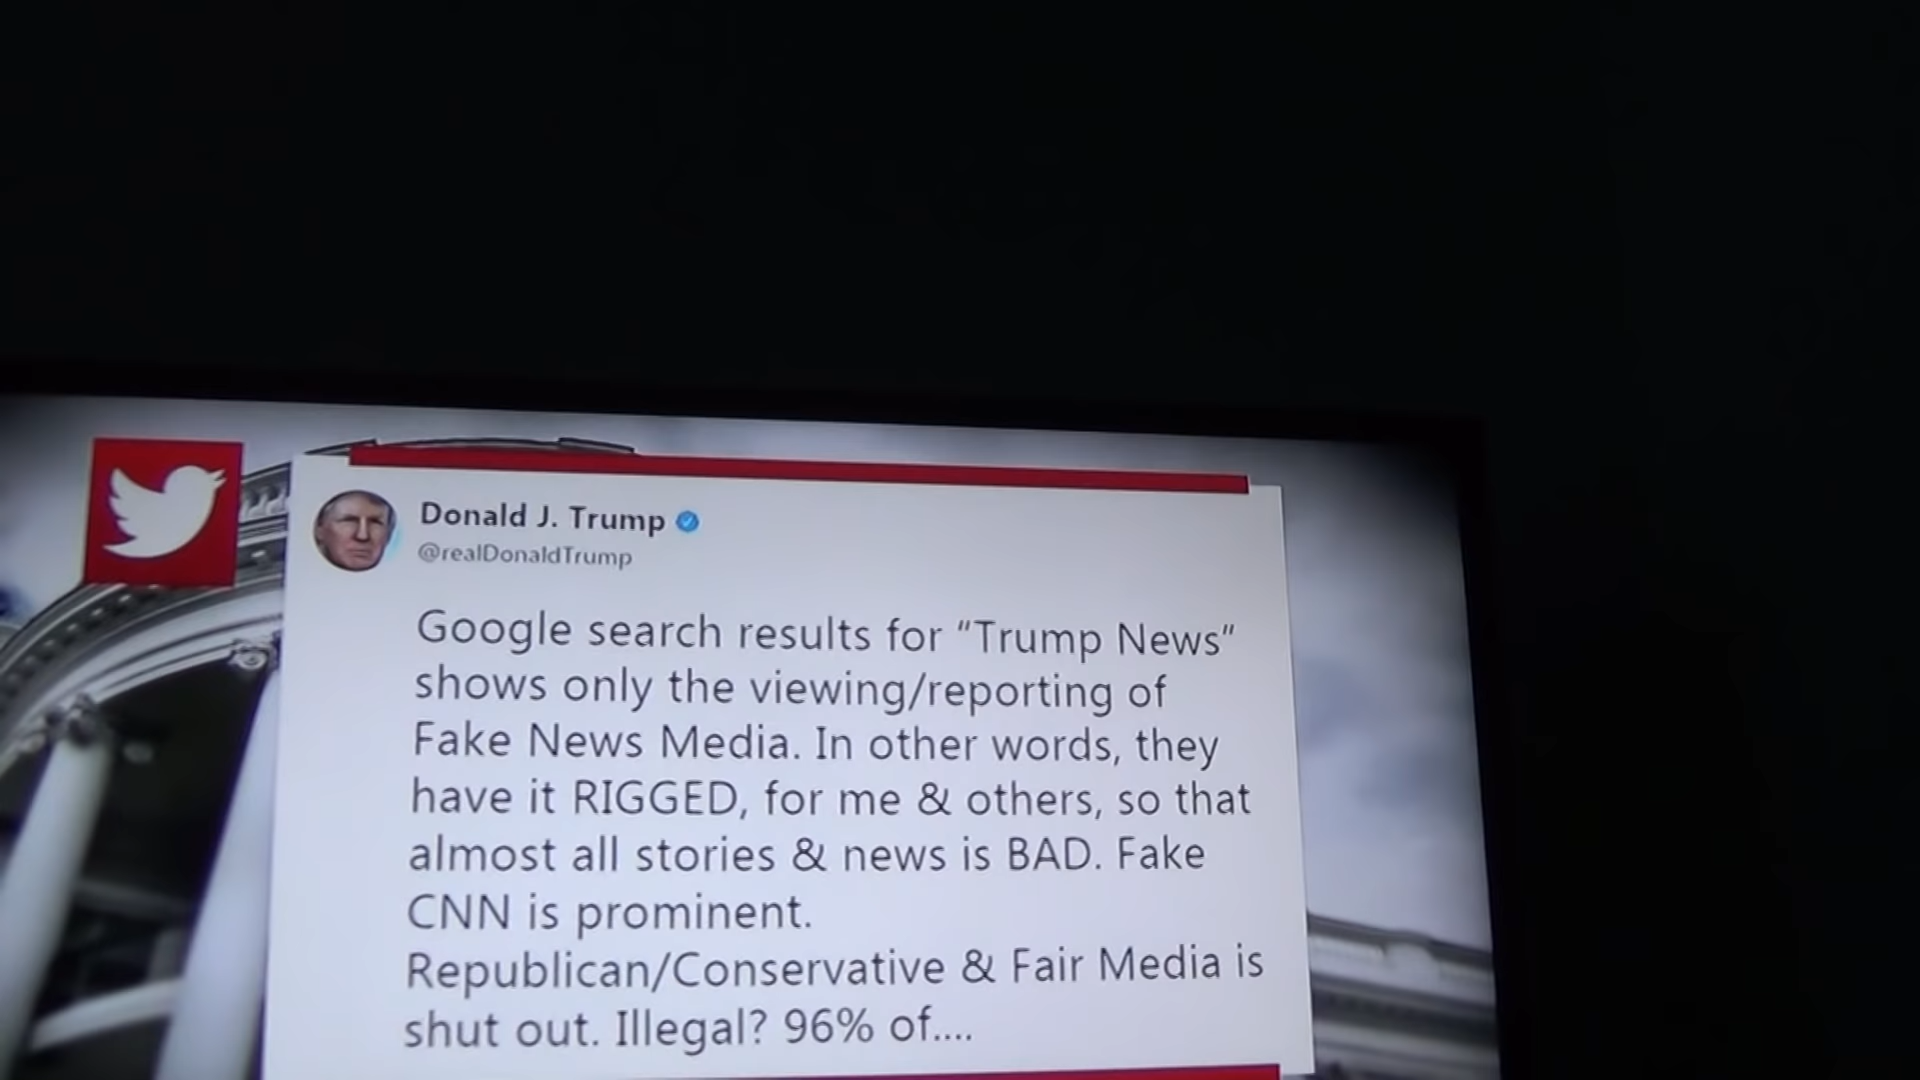 Donald J. Trump
@realDonaldTrump
Google search results for "Trump News"
shows only the viewing/reporting of
Fake News Media. In other words, they
have it RIGGED, for me & others, so that
almost all stories & news is BAD. Fake
CNN is prominent.
Republican/Conservative & Fair Media is
shut out. Illegal? 96% of....